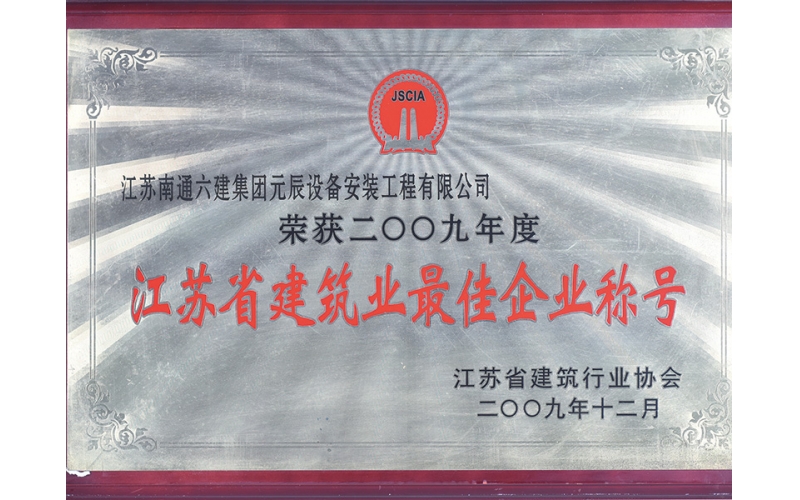 JSCIA
江苏南通六建集团元辰设备安装工程有限公司
荣获二〇〇九年度
江苏省建筑业最佳企业称号
江苏省建筑行业协会
二〇〇九年十二月